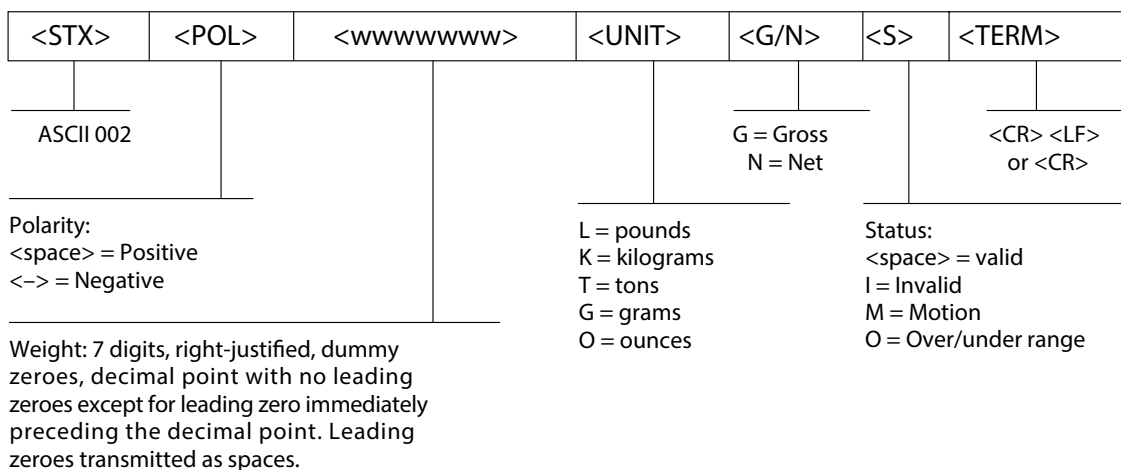 <STX> <POL> <wwwwwww> <UNIT> <G/N> <S> <TERM>
ASCII 002
G = Gross
N = Net
<CR> <LF>
or <CR>
Polarity:
<space> = Positive
<–> = Negative
L = pounds
K = kilograms
T = tons
G = grams
O = ounces
Status:
<space> = valid
I = Invalid
M = Motion
O = Over/under range
Weight: 7 digits, right-justified, dummy
zeroes, decimal point with no leading
zeroes except for leading zero immediately
preceding the decimal point. Leading
zeroes transmitted as spaces.